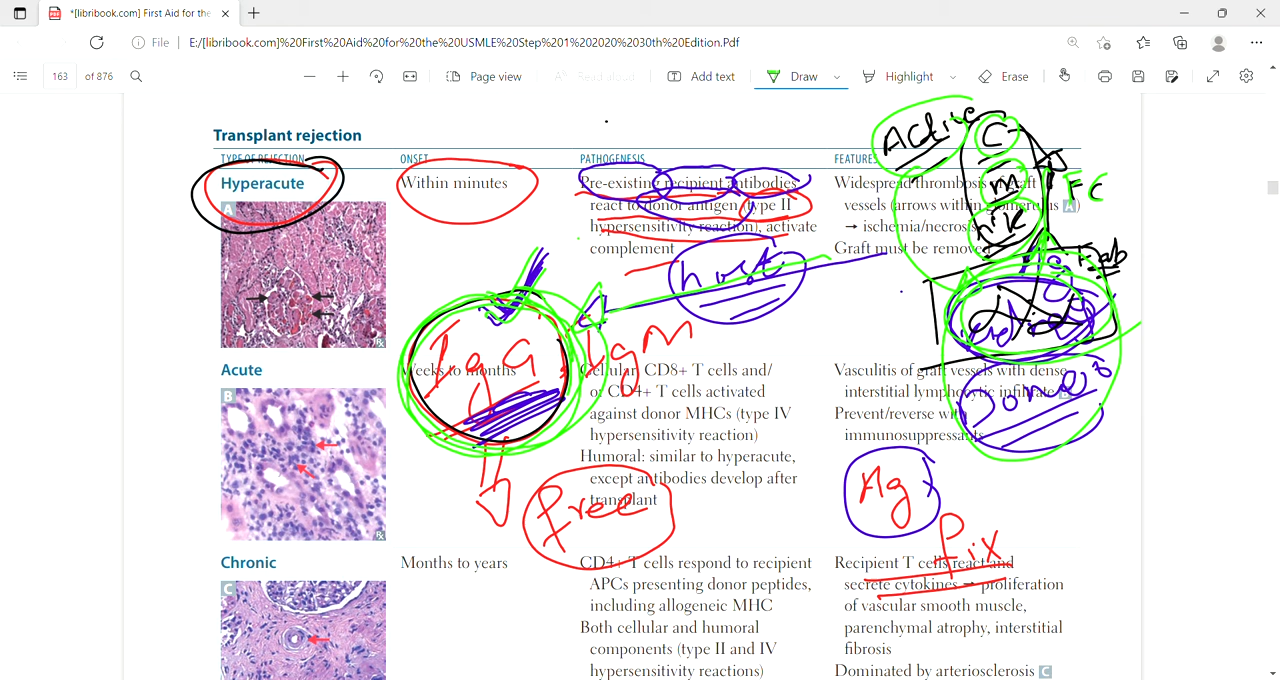 *[libribook.com] First Aid for the
File
E:/[libribook.com]%20First%20Aid%20for%20the%20USMLE%20Step%201%202020%2030th%20Edition.Pdf
163 of 876
Page view
Read aloud
Add text
Draw
Highlight
Erase
Transplant rejection
TYPE OF REJECTION ONSET PATHOGENESIS FEATURES
Hyperacute
Within minutes
Pre-existing recipient antibodies
react to donor antigen (type II
hypersensitivity reaction), activate
complement
Widespread thrombosis of graft
vessels (arrows within glomerulus A)
→ ischemia/necrosis
Graft must be removed
A
Acute
Weeks to months
Cellular: CD8+ T cells and/
or CD4+ T cells activated
against donor MHCs (type IV
hypersensitivity reaction)
Humoral: similar to hyperacute,
except antibodies develop after
transplant
Vasculitis of graft vessels with dense
interstitial lymphocytic infiltrate B
Prevent/reverse with
immunosuppressants
B
Chronic
Months to years
CD4+ T cells respond to recipient
APCs presenting donor peptides,
including allogeneic MHC
Both cellular and humoral
components (type II and IV
hypersensitivity reactions)
Recipient T cells react and
secrete cytokines → proliferation
of vascular smooth muscle,
parenchymal atrophy, interstitial
fibrosis
Dominated by arteriosclerosis C
C
Active
C
M
NK
FC
Fab
host
IgG
IgM
Free
Ag
Fix
Donor